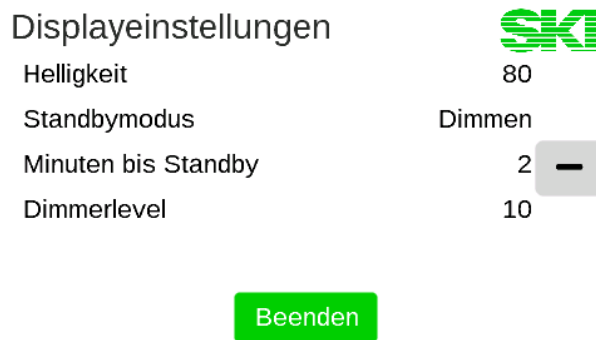 Displayeinstellungen
Helligkeit 80
Standbymodus Dimmen
Minuten bis Standby 2
Dimmerlevel 10
Beenden